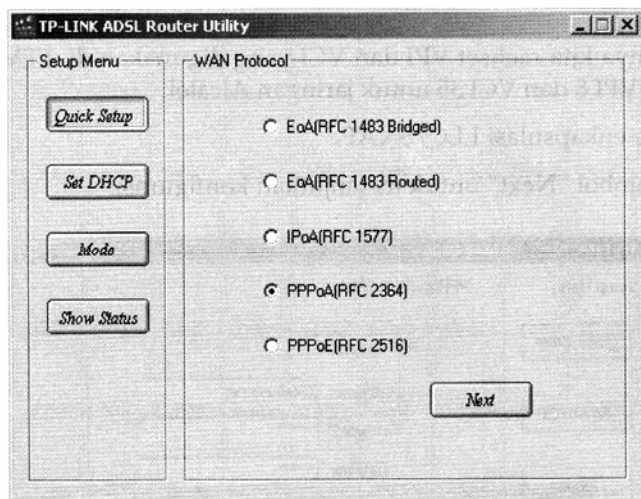 TP-LINK ADSL Router Utility
Setup Menu
Quick Setup
Set DHCP
Mode
Show Status
WAN Protocol
EoA(RFC 1483 Bridged)
EoA(RFC 1483 Routed)
IPoA(RFC 1577)
PPPoA(RFC 2364)
PPPoE(RFC 2516)
Next